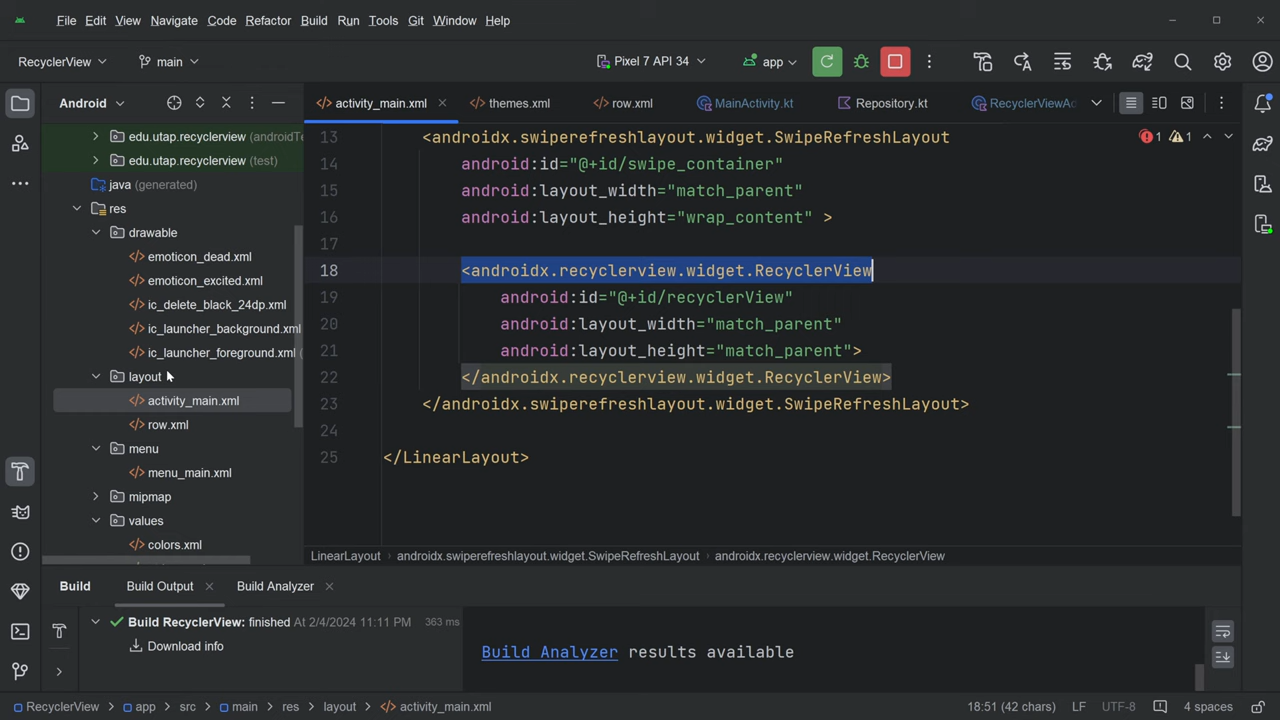 File Edit View Navigate Code Refactor Build Run Tools Git Window Help
RecyclerView main Pixel 7 API 34 app
Android
activity_main.xml themes.xml row.xml MainActivity.kt Repository.kt RecyclerViewAc
edu.utap.recyclerview (androidTe
edu.utap.recyclerview (test)
java (generated)
res
drawable
emoticon_dead.xml
emoticon_excited.xml
ic_delete_black_24dp.xml
ic_launcher_background.xml
ic_launcher_foreground.xml (
layout
activity_main.xml
row.xml
menu
menu_main.xml
mipmap
values
colors.xml
1 1
13 <androidx.swiperefreshlayout.widget.SwipeRefreshLayout
14 android:id="@+id/swipe_container"
15 android:layout_width="match_parent"
16 android:layout_height="wrap_content" >
17
18 <androidx.recyclerview.widget.RecyclerView
19 android:id="@+id/recyclerView"
20 android:layout_width="match_parent"
21 android:layout_height="match_parent">
22 </androidx.recyclerview.widget.RecyclerView>
23 </androidx.swiperefreshlayout.widget.SwipeRefreshLayout>
24
25 </LinearLayout>
LinearLayout androidx.swiperefreshlayout.widget.SwipeRefreshLayout androidx.recyclerview.widget.RecyclerView
Build Build Output Build Analyzer
Build RecyclerView: finished At 2/4/2024 11:11 PM 363 ms
Download info
Build Analyzer results available
RecyclerView app src main res layout activity_main.xml 18:51 (42 chars) LF UTF-8 4 spaces